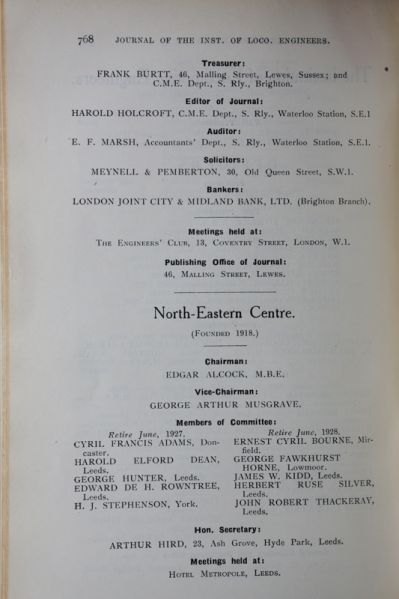 768 JOURNAL OF THE INST. OF LOCO. ENGINEERS.
Treasurer:
FRANK BURTT, 46, Malling Street, Lewes, Sussex; and
C.M.E. Dept., S. Rly., Brighton.
Editor of Journal:
HAROLD HOLCROFT, C.M.E. Dept., S. Rly., Waterloo Station, S.E.1
Auditor:
E. F. MARSH, Accountants' Dept., S. Rly., Waterloo Station, S.E.1.
Solicitors:
MEYNELL & PEMBERTON, 30, Old Queen Street, S.W.1.
Bankers:
LONDON JOINT CITY & MIDLAND BANK, LTD. (Brighton Branch).
Meetings held at:
THE ENGINEERS' CLUB, 13, COVENTRY STREET, LONDON, W.1.
Publishing Office of Journal:
46, MALLING STREET, LEWES.
North-Eastern Centre.
(FOUNDED 1918.)
Chairman:
EDGAR ALCOCK, M.B.E.
Vice-Chairman:
GEORGE ARTHUR MUSGRAVE.
Members of Committee:
Retire June, 1927.
CYRIL FRANCIS ADAMS, Don-
caster.
HAROLD ELFORD DEAN,
Leeds.
GEORGE HUNTER, Leeds.
EDWARD DE H. ROWNTREE,
Leeds.
H. J. STEPHENSON, York.
Retire June, 1928.
ERNEST CYRIL BOURNE, Mir-
field.
GEORGE FAWKHURST
HORNE, Lowmoor.
JAMES W. KIDD, Leeds.
HERBERT RUSE SILVER,
Leeds.
JOHN ROBERT THACKERAY,
Leeds.
Hon. Secretary:
ARTHUR HIRD, 23, Ash Grove, Hyde Park, Leeds.
Meetings held at:
HOTEL METROPOLE, LEEDS.